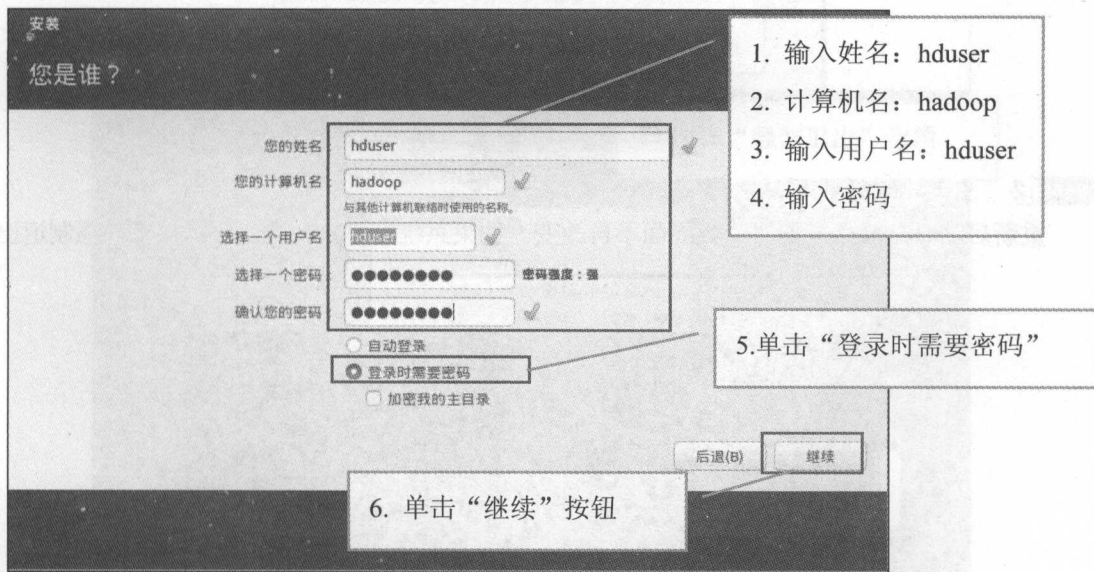 安装
您是谁？
您的姓名： hduser
您的计算机名： hadoop
与其他计算机联络时使用的名称。
选择一个用户名 hduser
选择一个密码： ●●●●●●●● 密码强度：强
确认您的密码 ●●●●●●●●
自动登录
登录时需要密码
加密我的主目录
后退(B) 继续
1. 输入姓名：hduser
2. 计算机名：hadoop
3. 输入用户名：hduser
4. 输入密码
5.单击“登录时需要密码”
6. 单击“继续”按钮